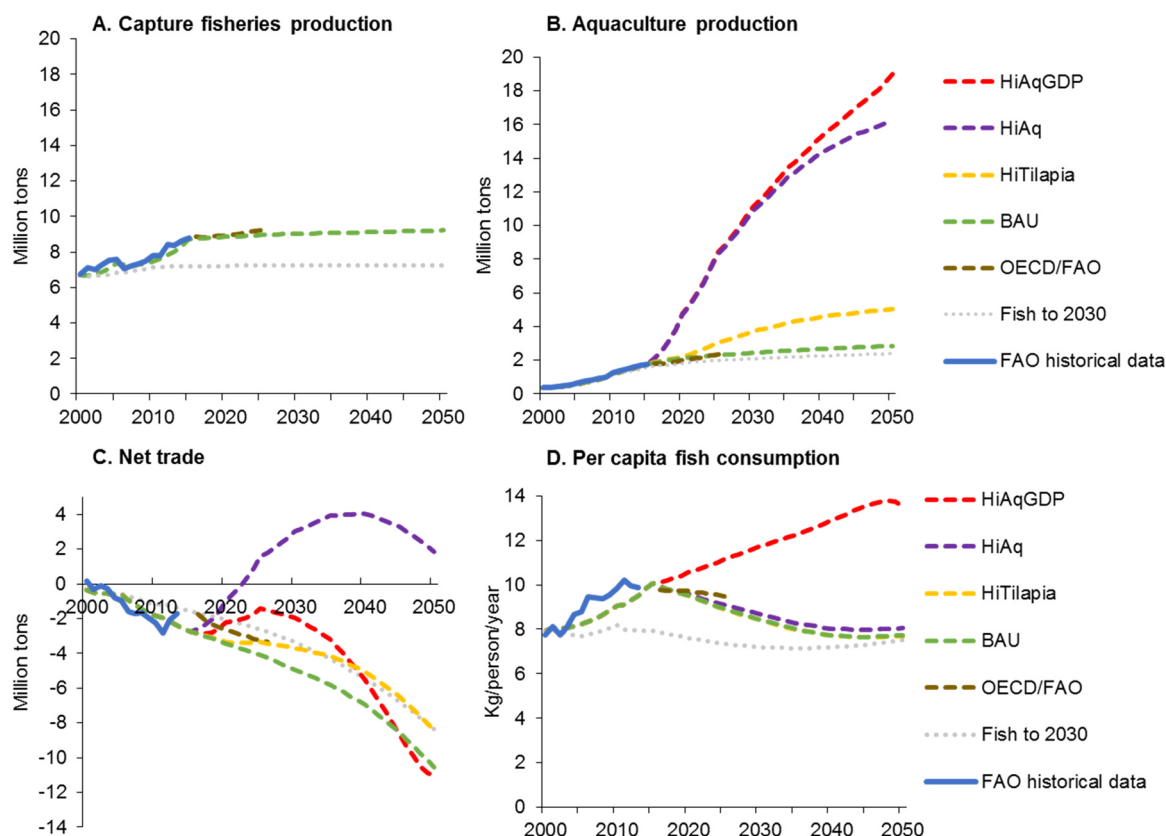 A. Capture fisheries production
20
18
16
14
12
10
8
6
4
2
0
Million tons
2000 2010 2020 2030 2040 2050
B. Aquaculture production
20
18
16
14
12
10
8
6
4
2
0
Million tons
2000 2010 2020 2030 2040 2050
HiAqGDP
HiAq
HiTilapia
BAU
OECD/FAO
Fish to 2030
FAO historical data
C. Net trade
4
2
0
-2
-4
-6
-8
-10
-12
-14
Million tons
2000 2010 2020 2030 2040 2050
D. Per capita fish consumption
14
12
10
8
6
4
2
0
Kg/person/year
2000 2010 2020 2030 2040 2050
HiAqGDP
HiAq
HiTilapia
BAU
OECD/FAO
Fish to 2030
FAO historical data